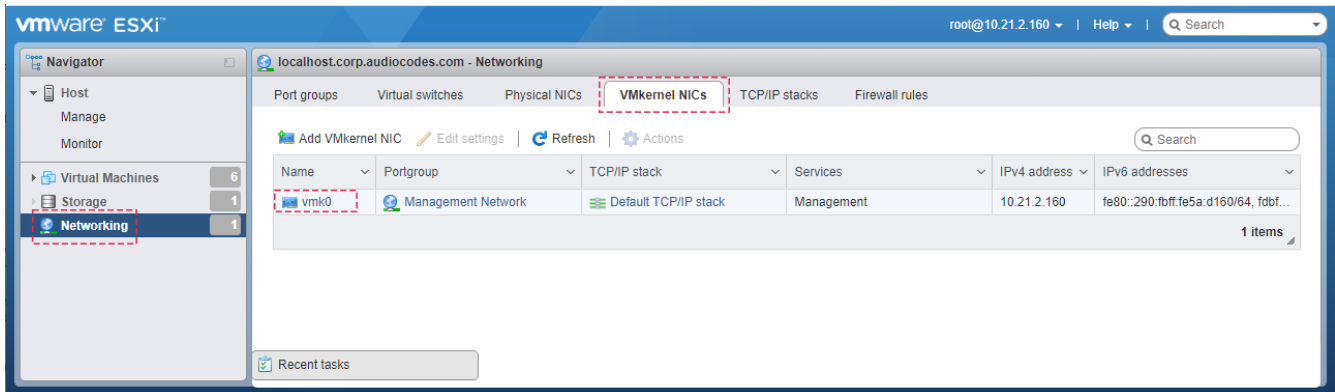 vmware ESXi™
root@10.21.2.160 | Help | Search
Navigator
Host
Manage
Monitor
Virtual Machines 6
Storage 1
Networking 1
localhost.corp.audiocodes.com - Networking
Port groups Virtual switches Physical NICs VMkernel NICs TCP/IP stacks Firewall rules
Add VMkernel NIC Edit settings | Refresh | Actions Search
Name Portgroup TCP/IP stack Services IPv4 address IPv6 addresses
vmk0 Management Network Default TCP/IP stack Management 10.21.2.160 fe80::290:fbff:fe5a:d160/64, fdbf...
1 items
Recent tasks